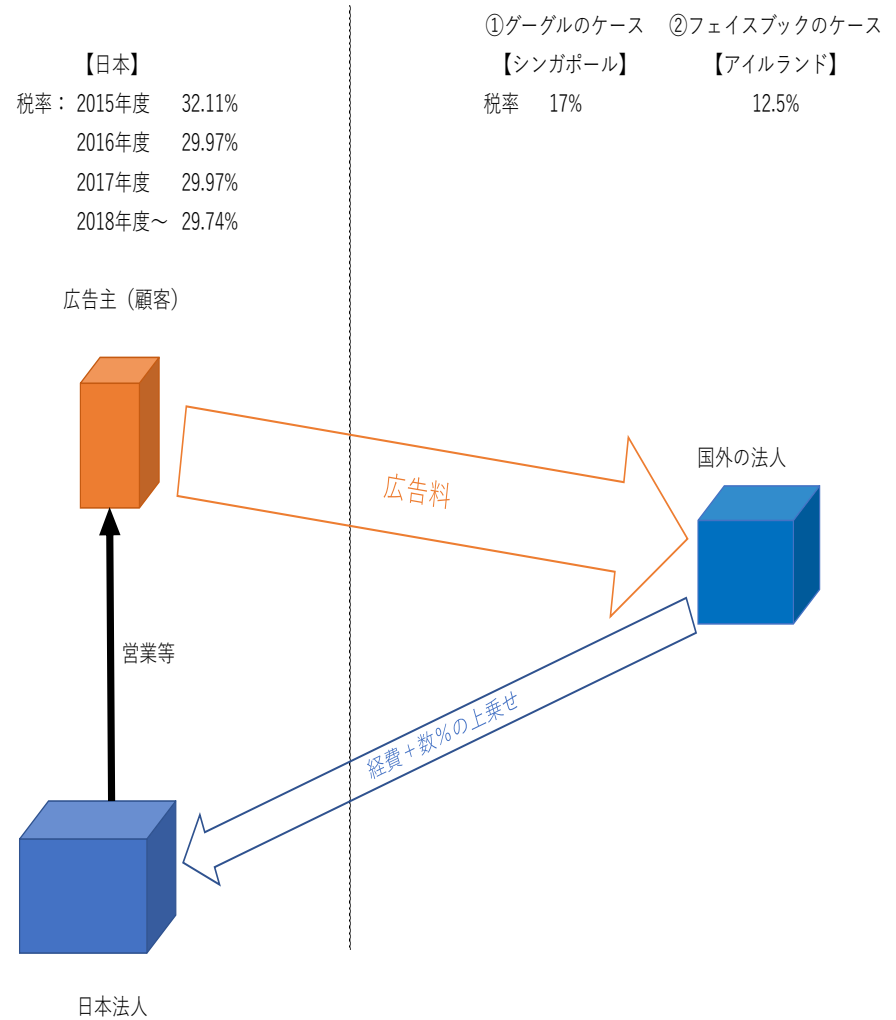 ①グーグルのケース ②フェイスブックのケース
【日本】 【シンガポール】 【アイルランド】
税率： 2015年度 32.11% 税率 17% 12.5%
2016年度 29.97%
2017年度 29.97%
2018年度～ 29.74%
広告主（顧客）
国外の法人
広告料
営業等
経費＋数%の上乗せ
日本法人